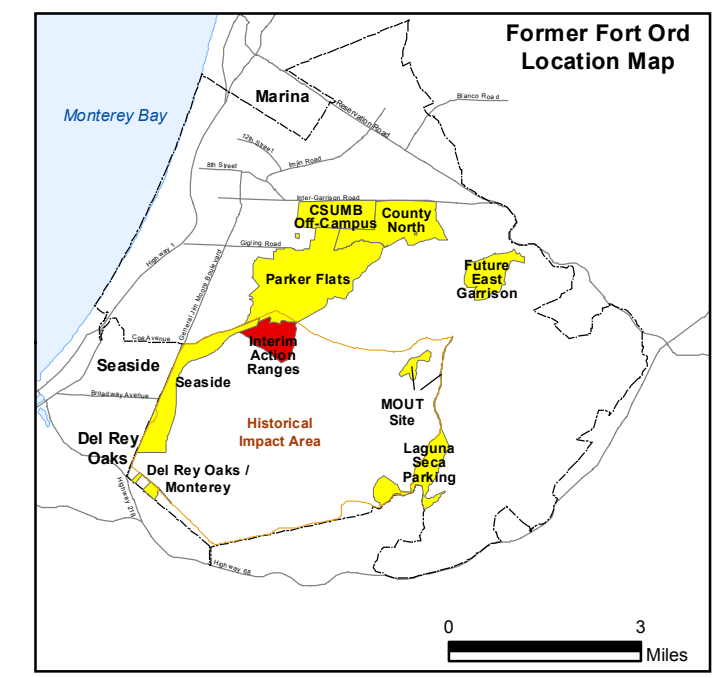 Former Fort Ord
Location Map
Marina
Blanco Road
Monterey Bay
Reservation Road
12th Street
Imjin Road
8th Street
Inter-Garrison Road
CSUMB
Off-Campus
County
North
Gigling Road
Highway 1
Future
East
Garrison
Parker Flats
General Jim Moore Boulevard
Coe Avenue
Interim
Action
Ranges
Seaside
Seaside
Broadway Avenue
MOUT
Site
Historical
Impact Area
Del Rey
Oaks
Laguna
Seca
Parking
Del Rey Oaks /
Monterey
Highway 218
Highway 68
0 3
Miles